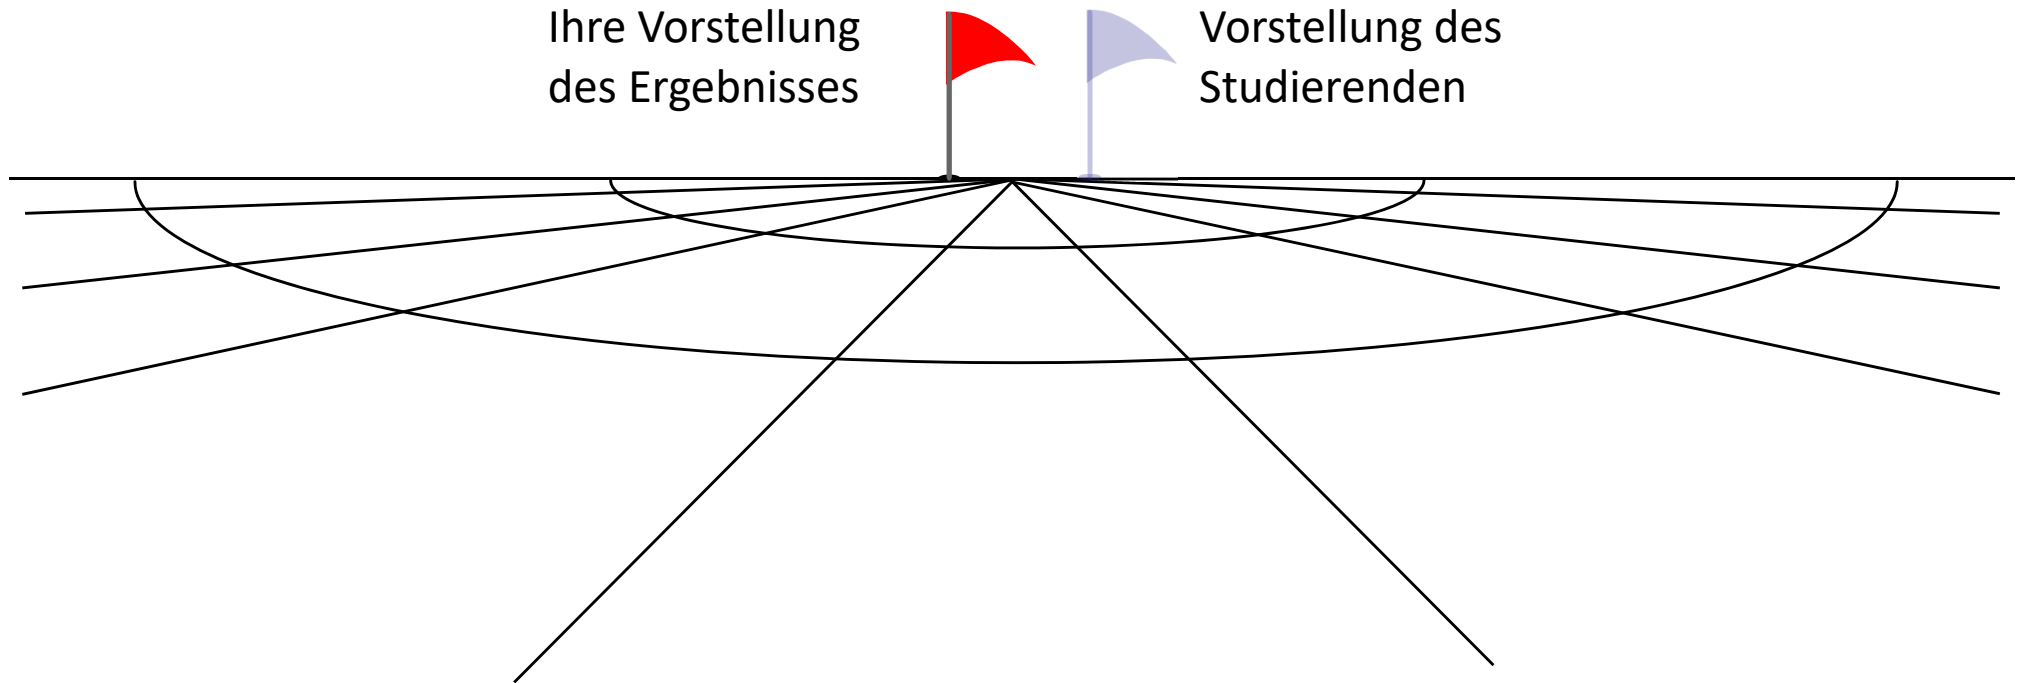 Ihre Vorstellung
des Ergebnisses
Vorstellung des
Studierenden